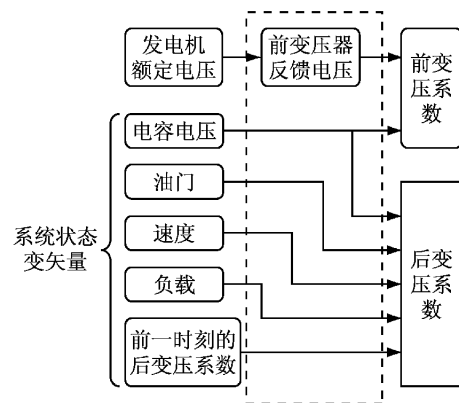 发电机
额定电压
前变压器
反馈电压
前变
压系
数
电容电压
油门
系统状态
变矢量
速度
负载
前一时刻的
后变压系数
后变
压系
数